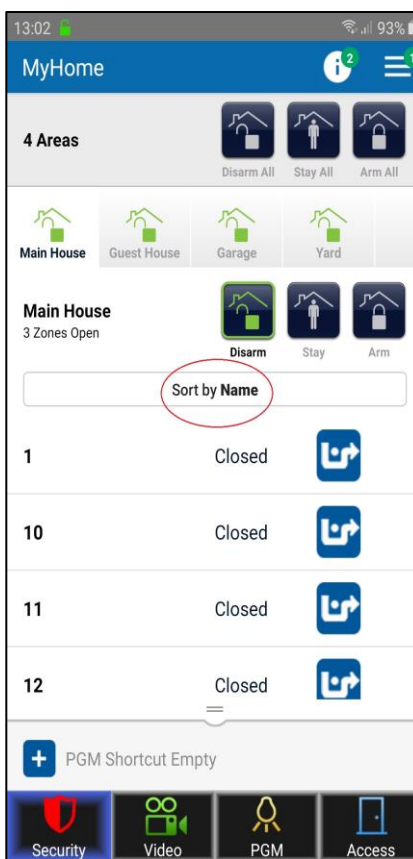 13:02 93%
MyHome 2 1
4 Areas
Disarm All Stay All Arm All
Main House Guest House Garage Yard
Main House
3 Zones Open
Disarm Stay Arm
Sort by Name
1 Closed
10 Closed
11 Closed
12 Closed
PGM Shortcut Empty
Security Video PGM Access